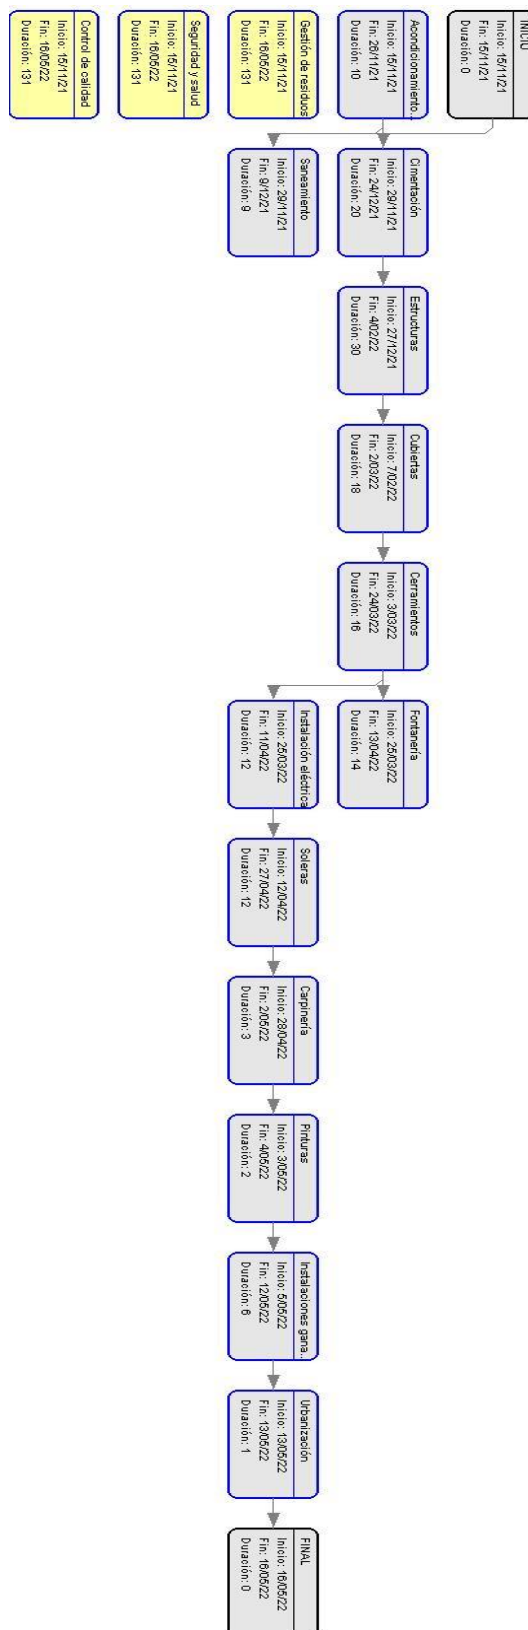 INICIO
Inicio: 15/11/21
Fin: 15/11/21
Duración: 0
Acondicionamiento...
Inicio: 15/11/21
Fin: 26/11/21
Duración: 10
Gestión de residuos
Inicio: 15/11/21
Fin: 16/05/22
Duración: 131
Seguridad y salud
Inicio: 15/11/21
Fin: 16/05/22
Duración: 131
Control de calidad
Inicio: 15/11/21
Fin: 16/05/22
Duración: 131
Cimentación
Inicio: 29/11/21
Fin: 24/12/21
Duración: 20
Saneamiento
Inicio: 29/11/21
Fin: 9/12/21
Duración: 9
Estructuras
Inicio: 27/12/21
Fin: 4/02/22
Duración: 30
Cubiertas
Inicio: 7/02/22
Fin: 2/03/22
Duración: 18
Cerramientos
Inicio: 3/03/22
Fin: 24/03/22
Duración: 16
Fontanería
Inicio: 25/03/22
Fin: 13/04/22
Duración: 14
Instalación eléctrica
Inicio: 25/03/22
Fin: 11/04/22
Duración: 12
Soleras
Inicio: 12/04/22
Fin: 27/04/22
Duración: 12
Carpinería
Inicio: 28/04/22
Fin: 2/05/22
Duración: 3
Pinturas
Inicio: 3/05/22
Fin: 4/05/22
Duración: 2
Instalaciones gana...
Inicio: 5/05/22
Fin: 12/05/22
Duración: 6
Urbanización
Inicio: 13/05/22
Fin: 13/05/22
Duración: 1
FINAL
Inicio: 16/05/22
Fin: 16/05/22
Duración: 0